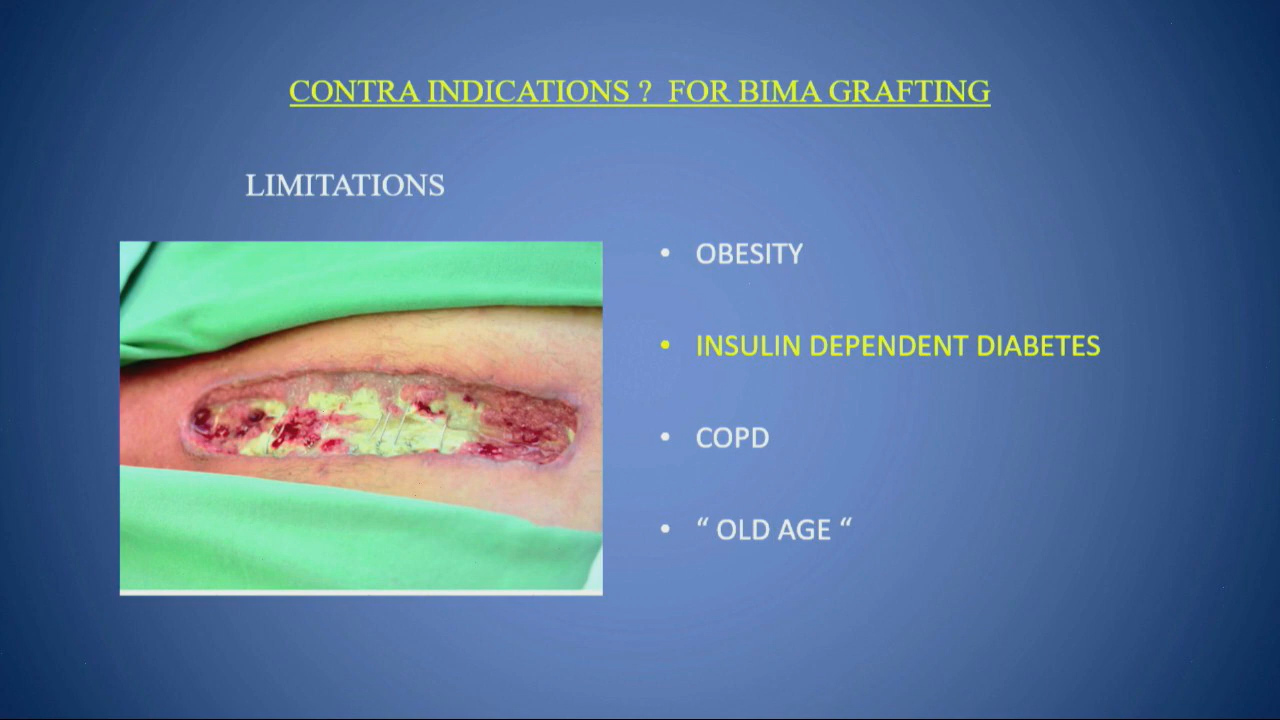 CONTRA INDICATIONS ? FOR BIMA GRAFTING
LIMITATIONS
• OBESITY
• INSULIN DEPENDENT DIABETES
• COPD
• “ OLD AGE “